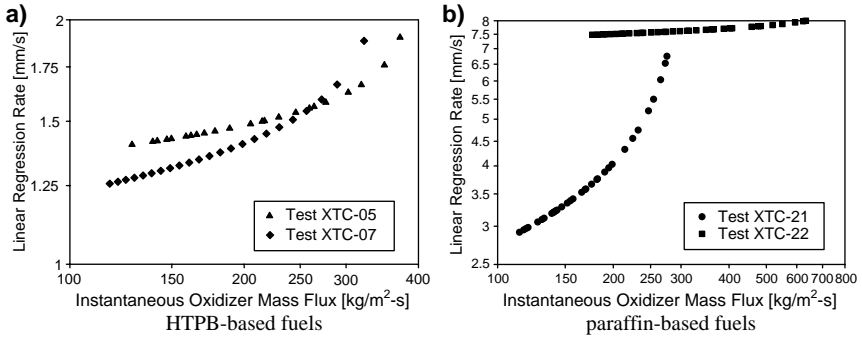 a)
Linear Regression Rate [mm/s]
2
1.75
1.5
1.25
1
100
150
200
250
300
400
Test XTC-05
Test XTC-07
Instantaneous Oxidizer Mass Flux [kg/m²-s]
HTPB-based fuels
b)
Linear Regression Rate [mm/s]
8
7.5
7
6.5
6
5.5
5
4.5
4
3.5
3
2.5
100
150
200
250
300
400
500
600
700
800
Test XTC-21
Test XTC-22
Instantaneous Oxidizer Mass Flux [kg/m²-s]
paraffin-based fuels